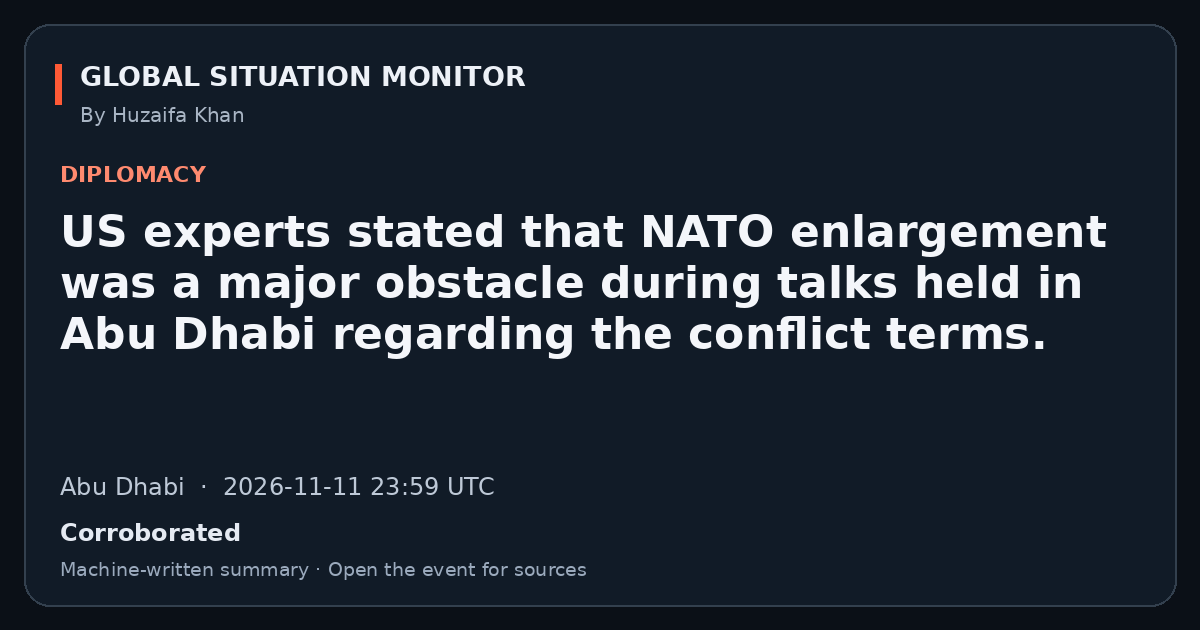 GLOBAL SITUATION MONITOR
By Huzaifa Khan
DIPLOMACY
US experts stated that NATO enlargement
was a major obstacle during talks held in
Abu Dhabi regarding the conflict terms.
Abu Dhabi · 2026-11-11 23:59 UTC
Corroborated
Machine-written summary · Open the event for sources